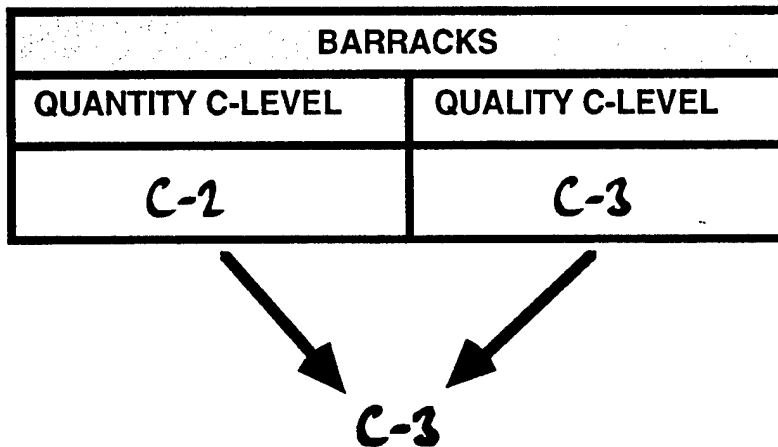 BARRACKS
QUANTITY C-LEVEL QUALITY C-LEVEL
C-2 C-3
C-3